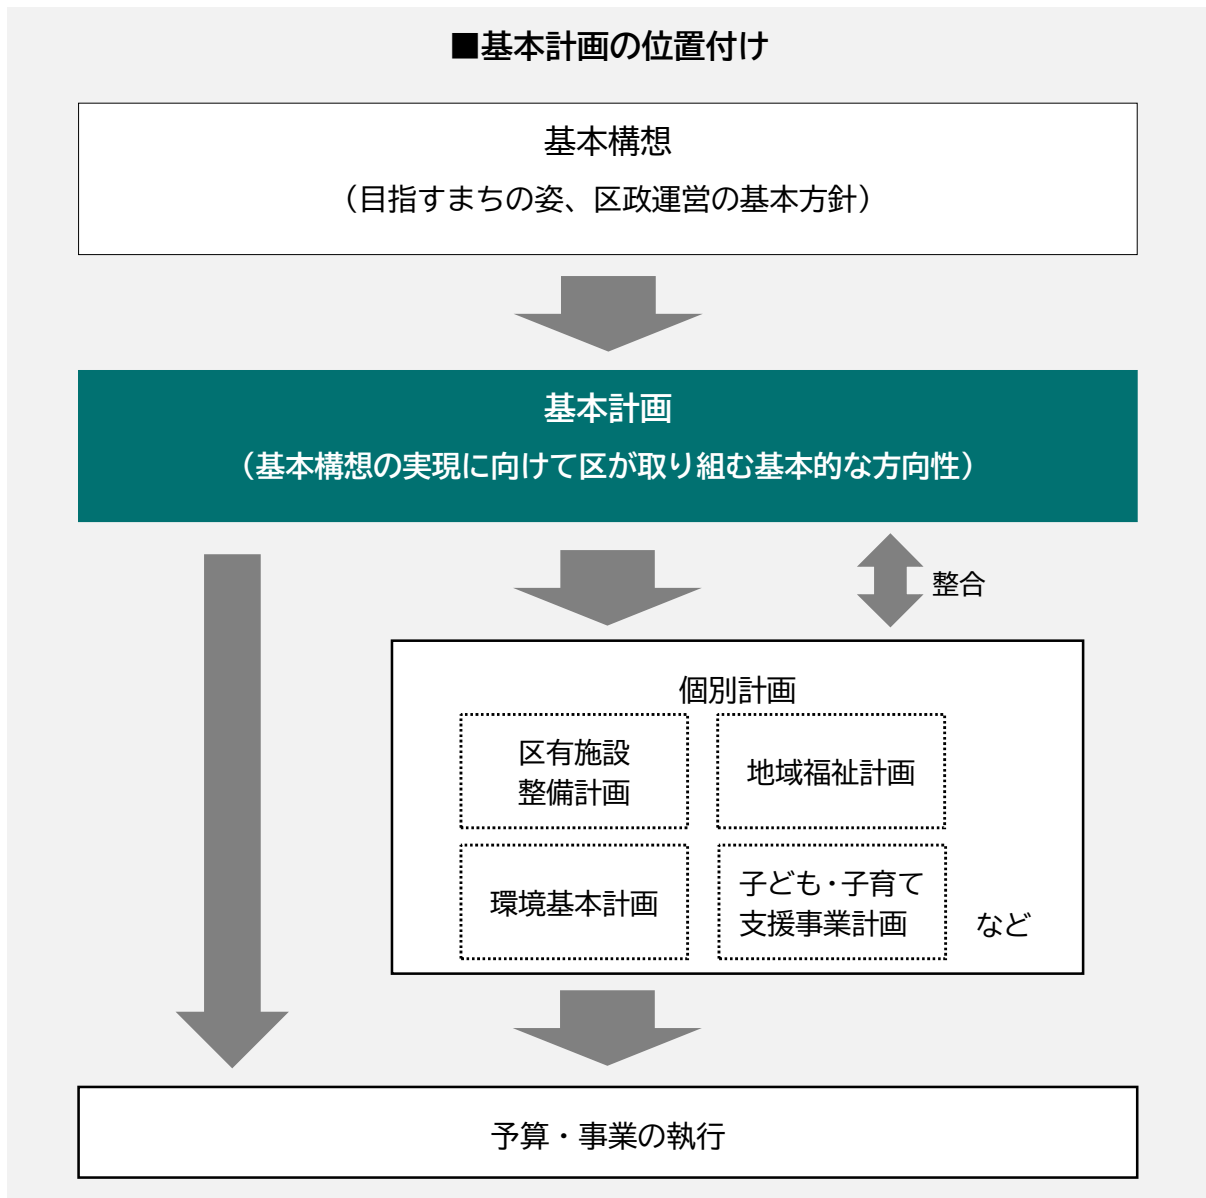 ■基本計画の位置付け
基本構想
（目指すまちの姿、区政運営の基本方針）
基本計画
（基本構想の実現に向けて区が取り組む基本的な方向性）
整合
個別計画
区有施設
整備計画
地域福祉計画
環境基本計画
子ども・子育て
支援事業計画
など
予算・事業の執行